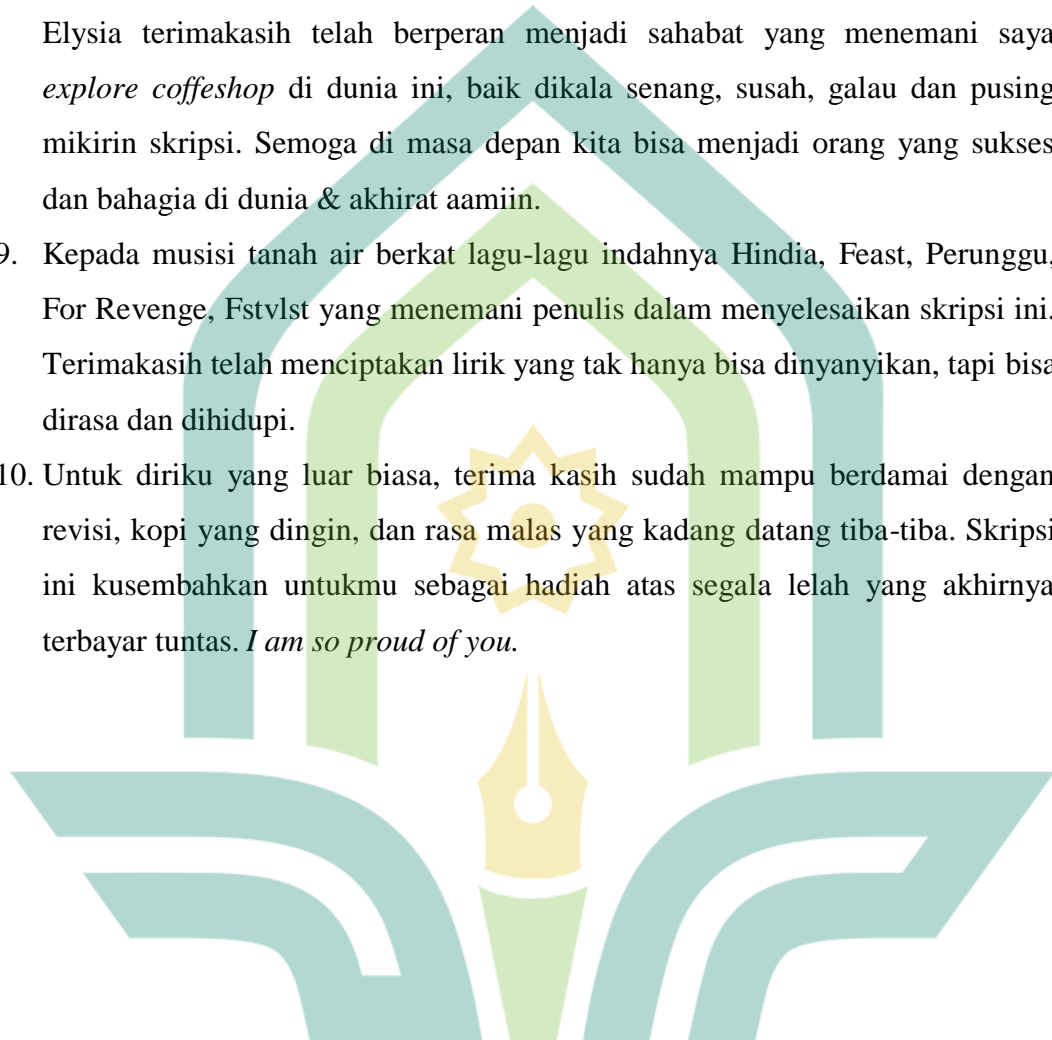 Elysia terimakasih telah berperan menjadi sahabat yang menemani saya
explore coffeshop di dunia ini, baik dikala senang, susah, galau dan pusing
mikirin skripsi. Semoga di masa depan kita bisa menjadi orang yang sukses
dan bahagia di dunia & akhirat aamiin.
9. Kepada musisi tanah air berkat lagu-lagu indahnya Hindia, Feast, Perunggu,
For Revenge, Fstvlst yang menemani penulis dalam menyelesaikan skripsi ini.
Terimakasih telah menciptakan lirik yang tak hanya bisa dinyanyikan, tapi bisa
dirasa dan dihidupi.
10. Untuk diriku yang luar biasa, terima kasih sudah mampu berdamai dengan
revisi, kopi yang dingin, dan rasa malas yang kadang datang tiba-tiba. Skripsi
ini kusembahkan untukmu sebagai hadiah atas segala lelah yang akhirnya
terbayar tuntas. I am so proud of you.